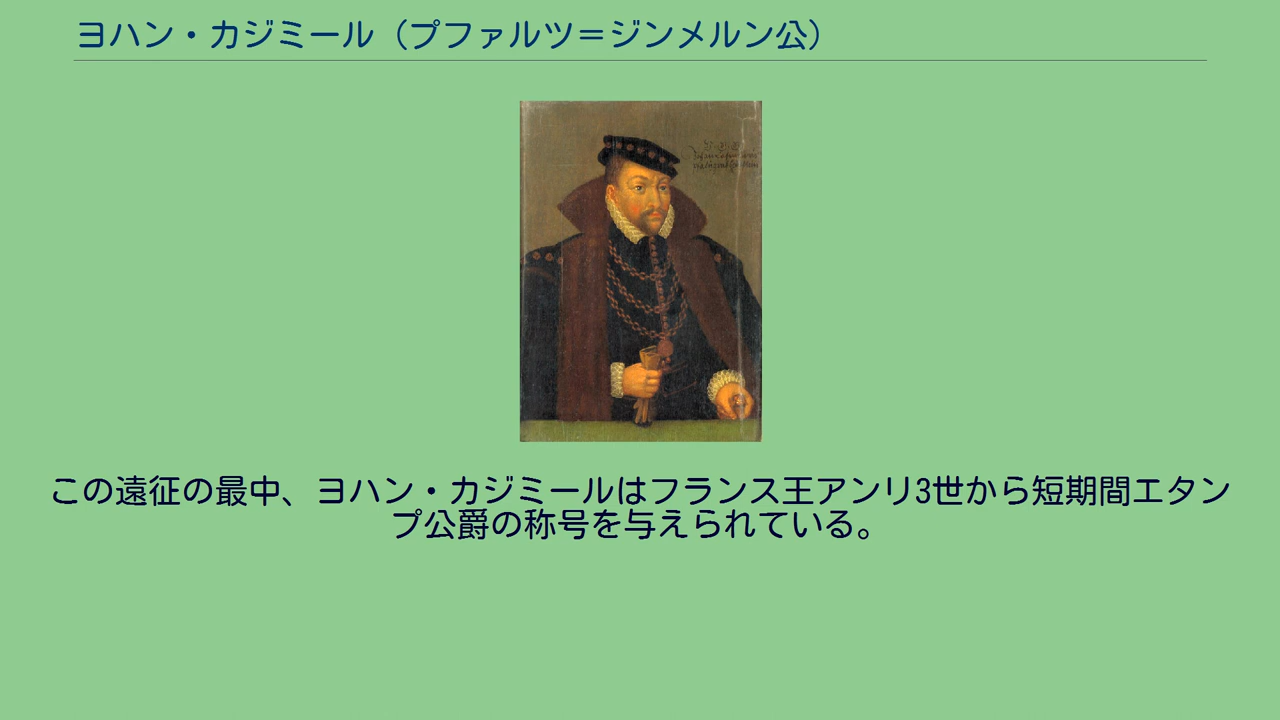 ヨハン・カジミール（プファルツ＝ジンメルン公）
この遠征の最中、ヨハン・カジミールはフランス王アンリ3世から短期間エタン
プ公爵の称号を与えられている。